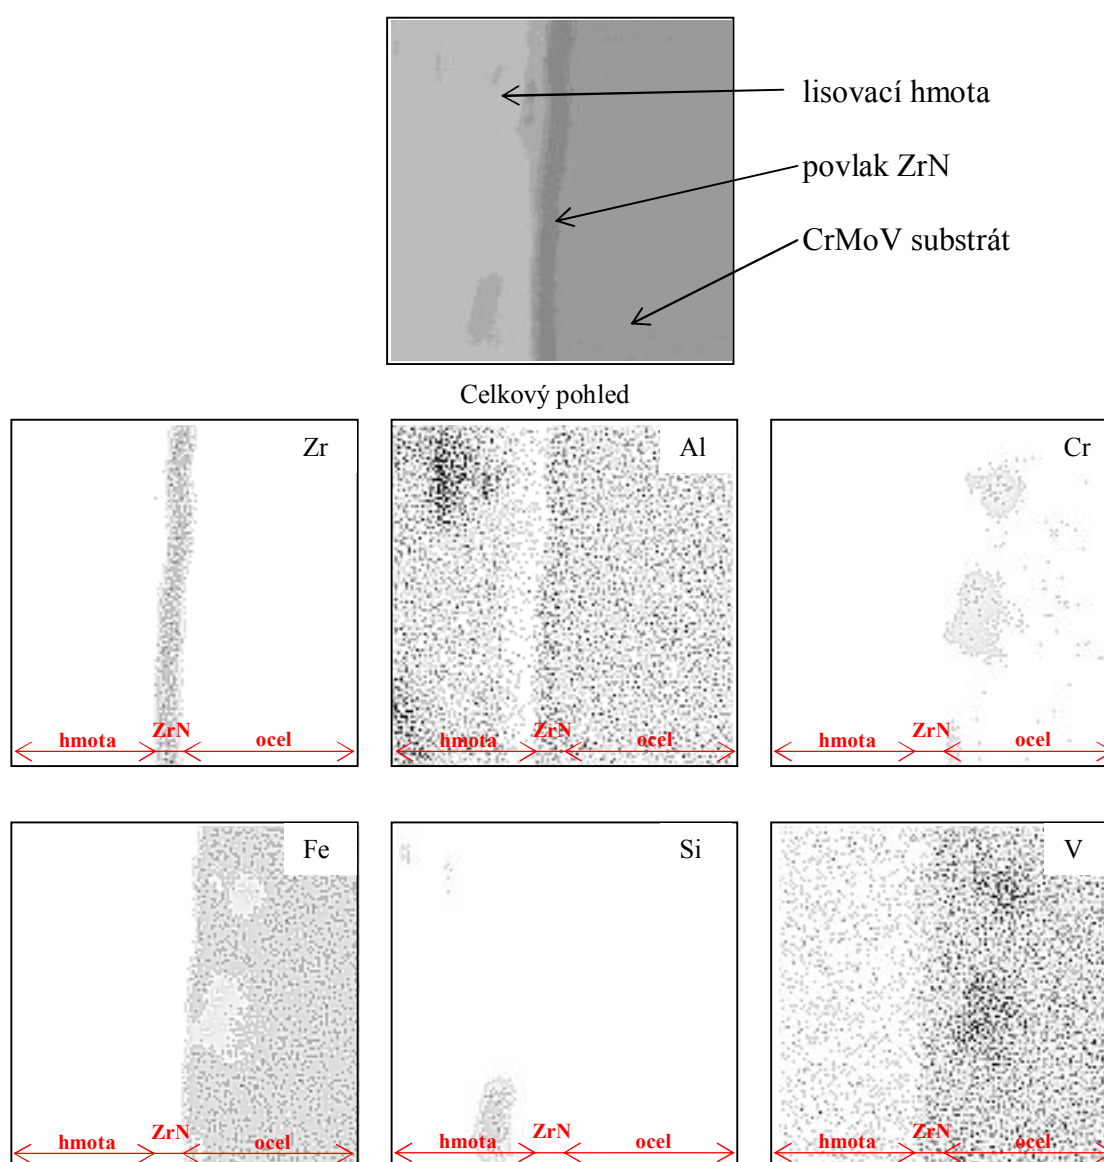 lisovací hmota
povlak ZrN
CrMoV substrát
Celkový pohled
Zr
Al
Cr
hmota ZrN ocel
hmota ZrN ocel
hmota ZrN ocel
Fe
Si
V
hmota ZrN ocel
hmota ZrN ocel
hmota ZrN ocel